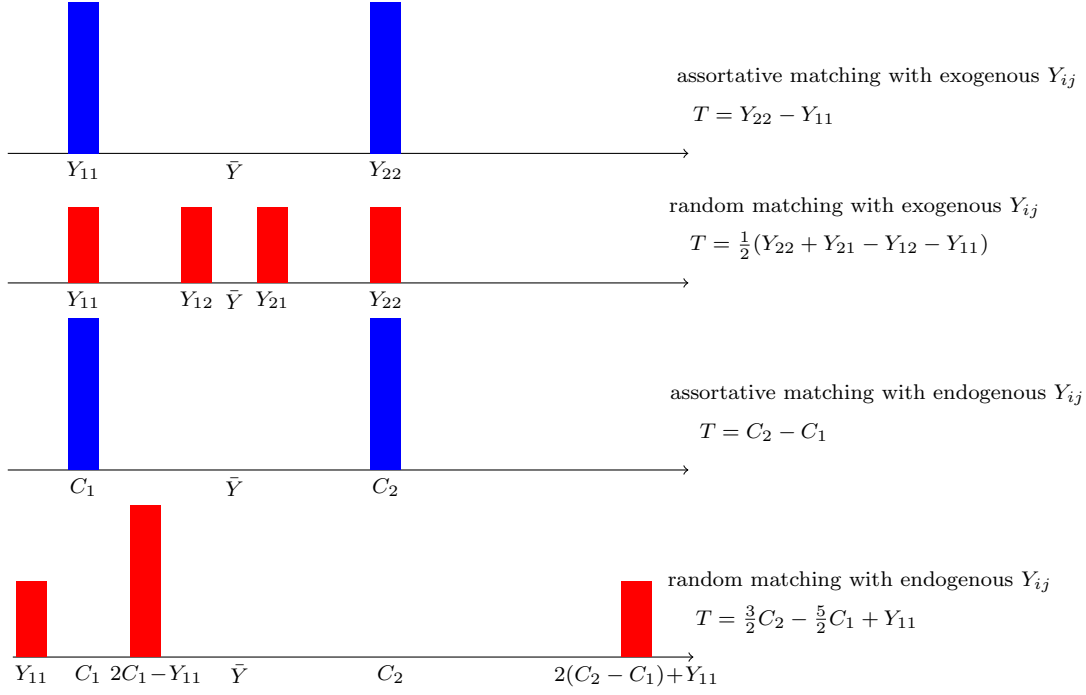 assortative matching with exogenous Y_{ij}
T = Y_{22} − Y_{11}
Y_{11} Ȳ Y_{22}
random matching with exogenous Y_{ij}
T = \frac{1}{2}(Y_{22} + Y_{21} − Y_{12} − Y_{11})
Y_{11} Y_{12} Ȳ Y_{21} Y_{22}
assortative matching with endogenous Y_{ij}
T = C_2 − C_1
C_1 Ȳ C_2
random matching with endogenous Y_{ij}
T = \frac{3}{2}C_2 − \frac{5}{2}C_1 + Y_{11}
Y_{11} C_1 2C_1−Y_{11} Ȳ C_2 2(C_2 − C_1)+Y_{11}